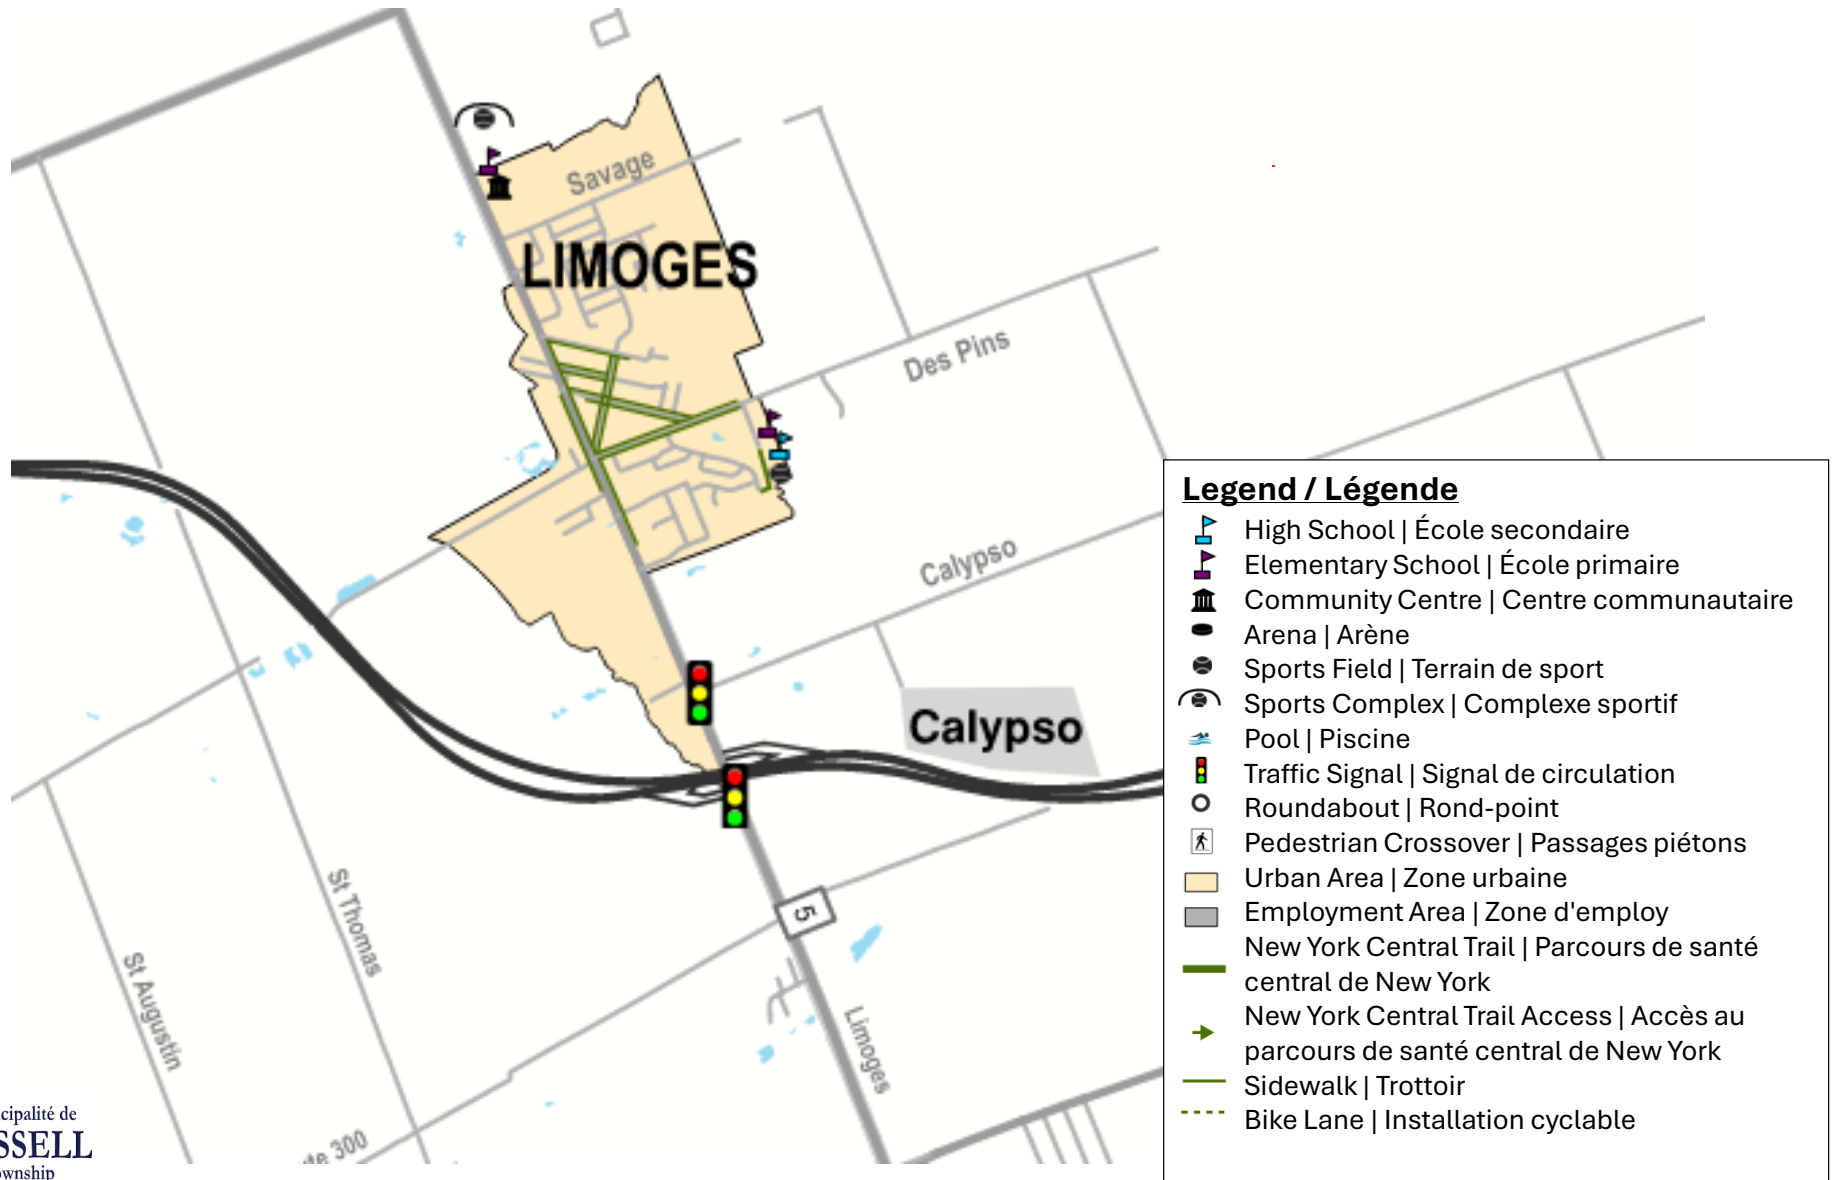 Savage
LIMOGES
Des Pins
Calypso
Calypso
5
St Thomas
St Augustin
Limoges
300
cipalité de
SSELL
ownship
Legend / Légende
High School | École secondaire
Elementary School | École primaire
Community Centre | Centre communautaire
Arena | Arène
Sports Field | Terrain de sport
Sports Complex | Complexe sportif
Pool | Piscine
Traffic Signal | Signal de circulation
Roundabout | Rond-point
Pedestrian Crossover | Passages piétons
Urban Area | Zone urbaine
Employment Area | Zone d'employ
New York Central Trail | Parcours de santé
central de New York
New York Central Trail Access | Accès au
parcours de santé central de New York
Sidewalk | Trottoir
Bike Lane | Installation cyclable